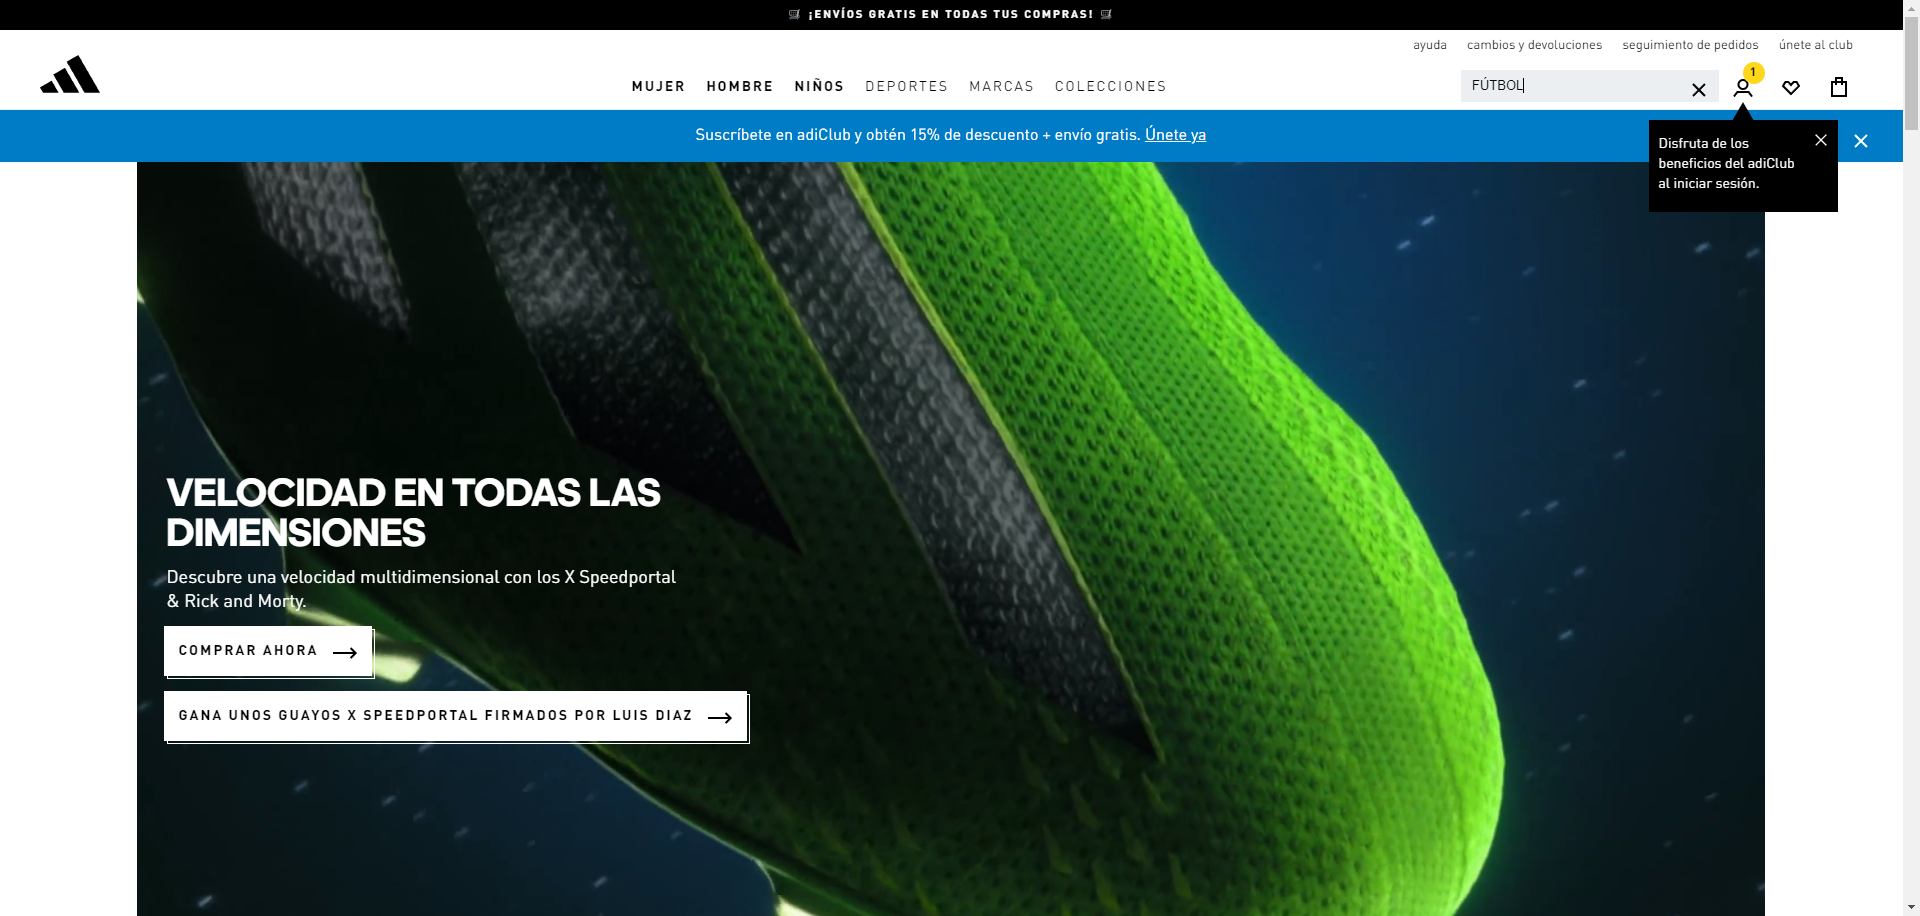 ¡ENVÍOS GRATIS EN TODAS TUS COMPRAS!
ayuda cambios y devoluciones seguimiento de pedidos únete al club
MUJER HOMBRE NIÑOS DEPORTES MARCAS COLECCIONES
FÚTBOL
1
Suscríbete en adiClub y obtén 15% de descuento + envío gratis. Únete ya
Disfruta de los
beneficios del adiClub
al iniciar sesión.
VELOCIDAD EN TODAS LAS
DIMENSIONES
Descubre una velocidad multidimensional con los X Speedportal
& Rick and Morty.
COMPRAR AHORA
GANA UNOS GUAYOS X SPEEDPORTAL FIRMADOS POR LUIS DIAZ